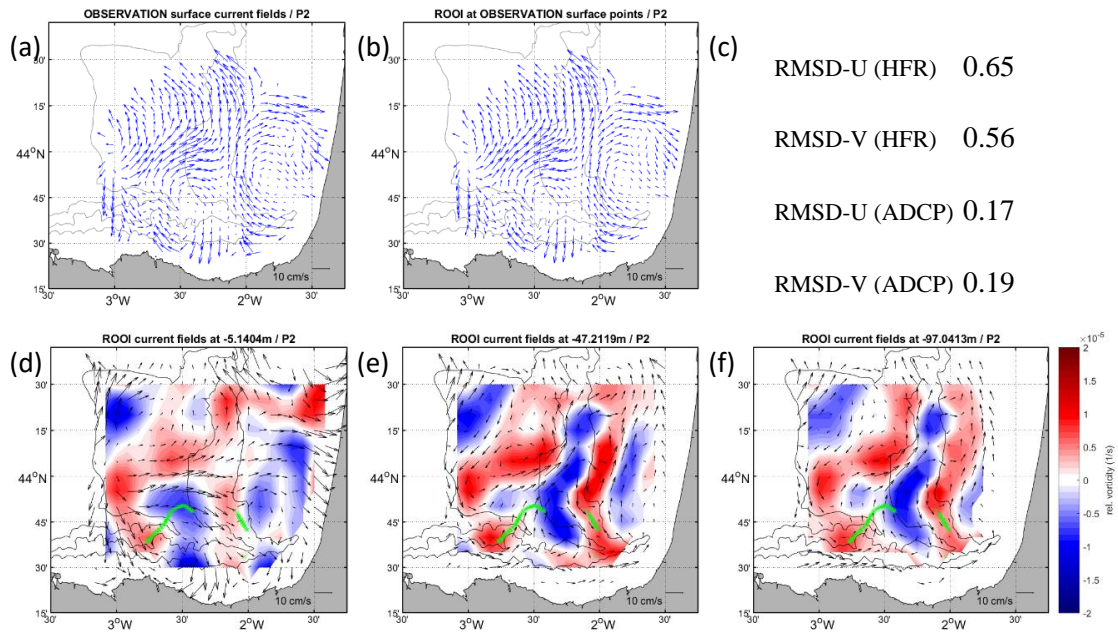 OBSERVATION surface current fields / P2
(a)
30'
15'
44°N
45'
30'
15'
3°W
30'
2°W
30'
10 cm/s
ROOI at OBSERVATION surface points / P2
(b)
30'
15'
44°N
45'
30'
15'
3°W
30'
2°W
30'
10 cm/s
(c)
RMSD-U (HFR) 0.65
RMSD-V (HFR) 0.56
RMSD-U (ADCP) 0.17
RMSD-V (ADCP) 0.19
ROOI current fields at -5.1404m / P2
(d)
30'
15'
44°N
45'
30'
15'
3°W
30'
2°W
30'
10 cm/s
ROOI current fields at -47.2119m / P2
(e)
30'
15'
44°N
45'
30'
15'
3°W
30'
2°W
30'
10 cm/s
ROOI current fields at -97.0413m / P2
(f)
30'
15'
44°N
45'
30'
15'
3°W
30'
2°W
30'
10 cm/s
×10⁻⁵
2
1.5
1
0.5
0
-0.5
-1
-1.5
-2
rel. vorticity (1/s)